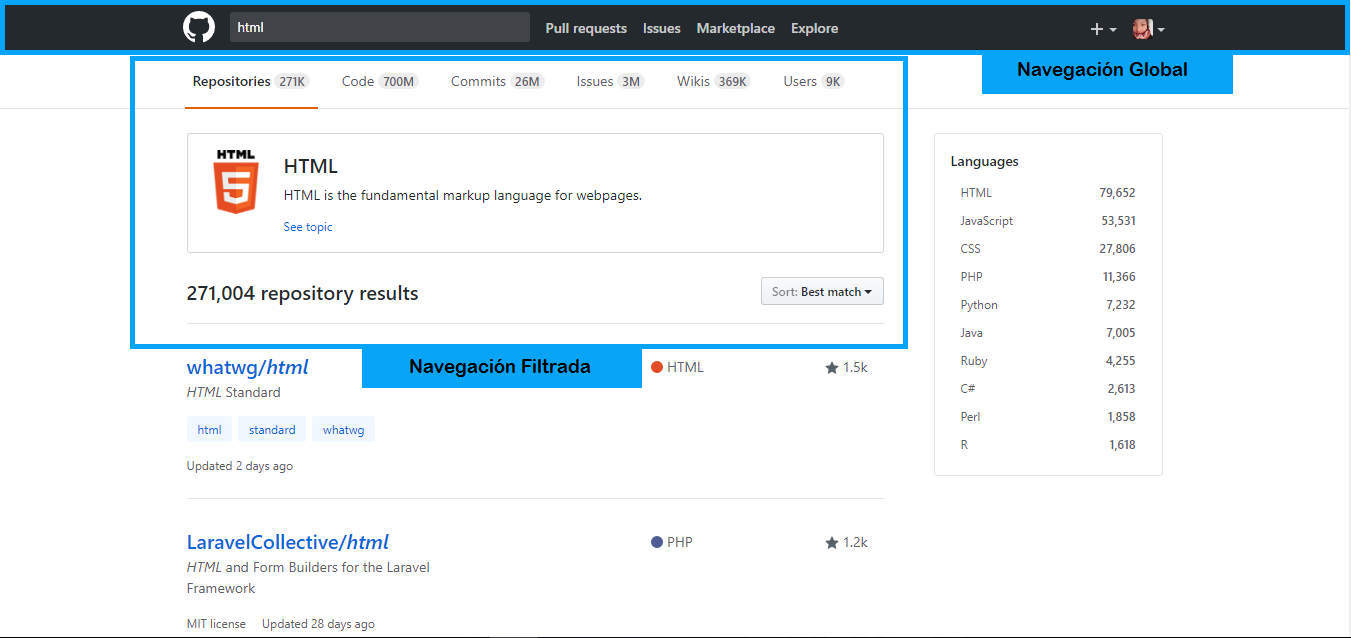 html
Pull requests Issues Marketplace Explore
Navegación Global
Repositories 271K Code 700M Commits 26M Issues 3M Wikis 369K Users 9K
HTML
5
HTML
HTML is the fundamental markup language for webpages.
See topic
271,004 repository results
Sort: Best match
Navegación Filtrada
whatwg/html
HTML
1.5k
HTML Standard
html standard whatwg
Updated 2 days ago
LaravelCollective/html
PHP
1.2k
HTML and Form Builders for the Laravel
Framework
MIT license Updated 28 days ago
Languages
HTML 79,652
JavaScript 53,531
CSS 27,806
PHP 11,366
Python 7,232
Java 7,005
Ruby 4,255
C# 2,613
Perl 1,858
R 1,618